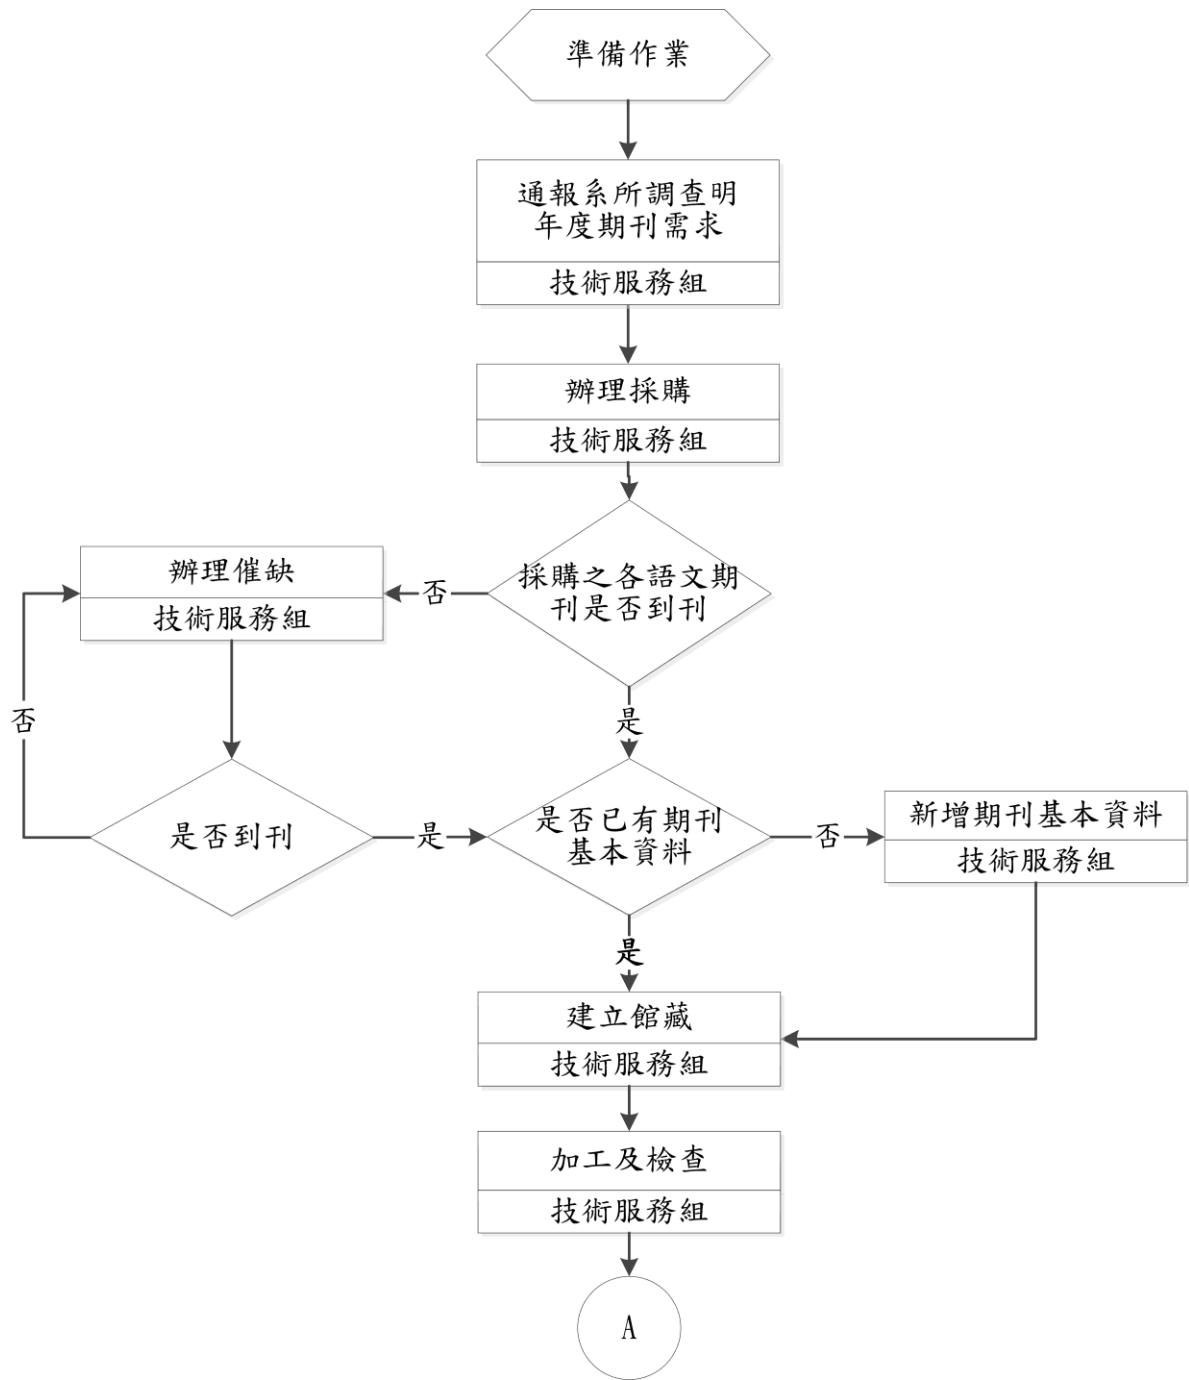 準備作業
通報系所調查明
年度期刊需求
技術服務組
辦理採購
技術服務組
採購之各語文期
刊是否到刊
否
辦理催缺
技術服務組
否
是
是否到刊
是
是否已有期刊
基本資料
否
新增期刊基本資料
技術服務組
是
建立館藏
技術服務組
加工及檢查
技術服務組
A